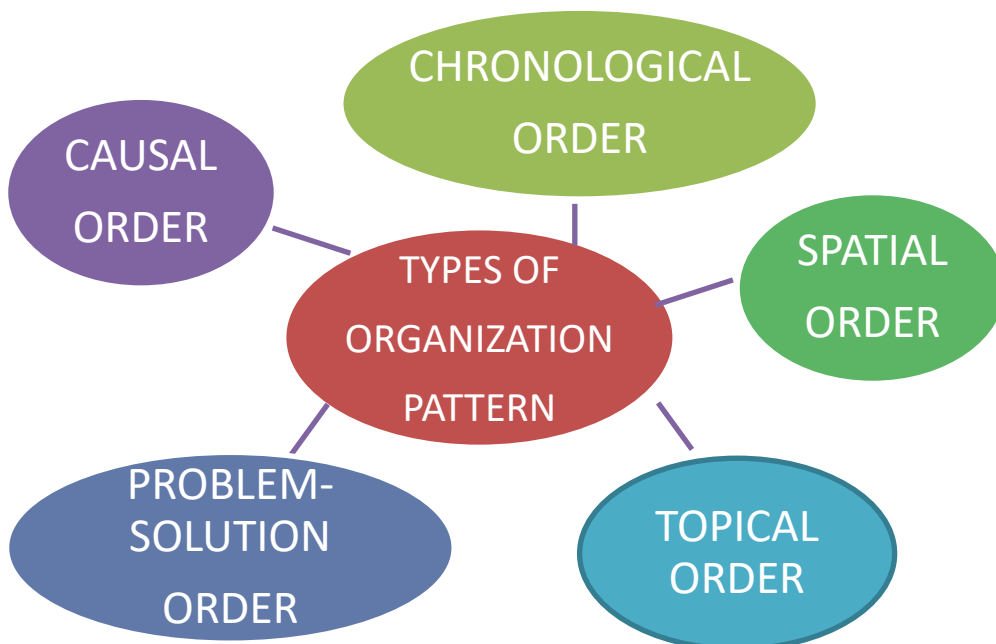 CHRONOLOGICAL
ORDER
CAUSAL
ORDER
SPATIAL
ORDER
TYPES OF
ORGANIZATION
PATTERN
PROBLEM-
SOLUTION
ORDER
TOPICAL
ORDER